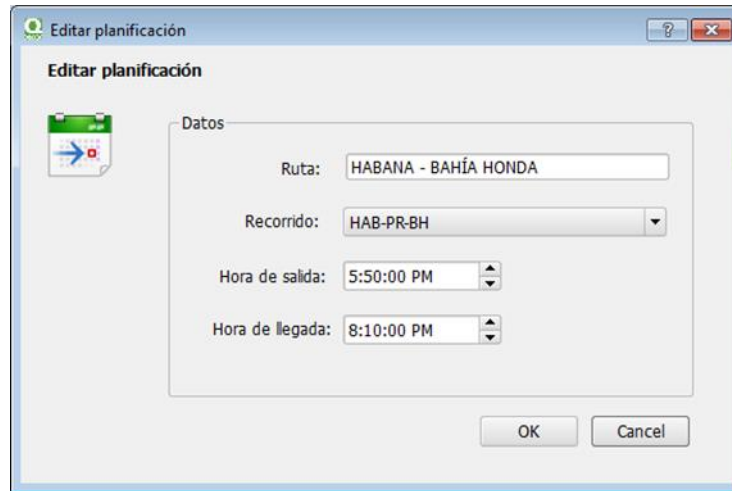 Editar planificación
Editar planificación
Datos
Ruta: HABANA - BAHÍA HONDA
Recorrido: HAB-PR-BH
Hora de salida: 5:50:00 PM
Hora de llegada: 8:10:00 PM
OK Cancel